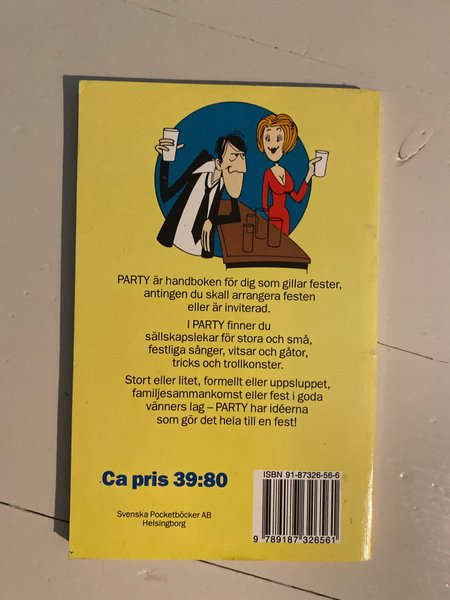 PARTY är handboken för dig som gillar fester,
antingen du skall arrangera festen
eller är inviterad.
I PARTY finner du
sällskapslekar för stora och små,
festliga sånger, vitsar och gåtor,
tricks och trollkonster.
Stort eller litet, formellt eller uppsluppet,
familjesammankomst eller fest i goda
vänners lag – PARTY har idéerna
som gör det hela till en fest!
Ca pris 39:80
ISBN 91-87326-56-6
Svenska Pocketböcker AB
Helsingborg
9 789187 326561